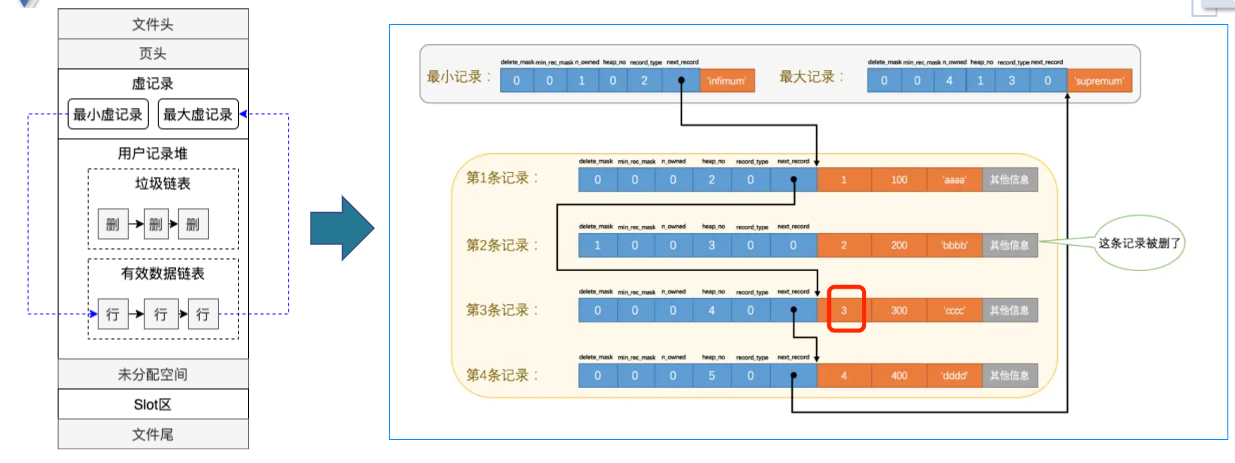 文件头
页头
虚记录
最小虚记录 最大虚记录
用户记录堆
垃圾链表
删 删 删
有效数据链表
行 行 行
未分配空间
Slot区
文件尾
delete_mask min_rec_mask n_owned heap_no record_type next_record
最小记录： 0 0 1 0 2 'infimum'
delete_mask min_rec_mask n_owned heap_no record_type next_record
最大记录： 0 0 4 1 3 0 'supremum'
delete_mask min_rec_mask n_owned heap_no record_type next_record
第1条记录： 0 0 0 2 0 1 100 'aaaa' 其他信息
delete_mask min_rec_mask n_owned heap_no record_type next_record
第2条记录： 1 0 0 3 0 0 2 200 'bbbb' 其他信息
这条记录被删了
delete_mask min_rec_mask n_owned heap_no record_type next_record
第3条记录： 0 0 0 4 0 3 300 'cccc' 其他信息
delete_mask min_rec_mask n_owned heap_no record_type next_record
第4条记录： 0 0 0 5 0 4 400 'dddd' 其他信息